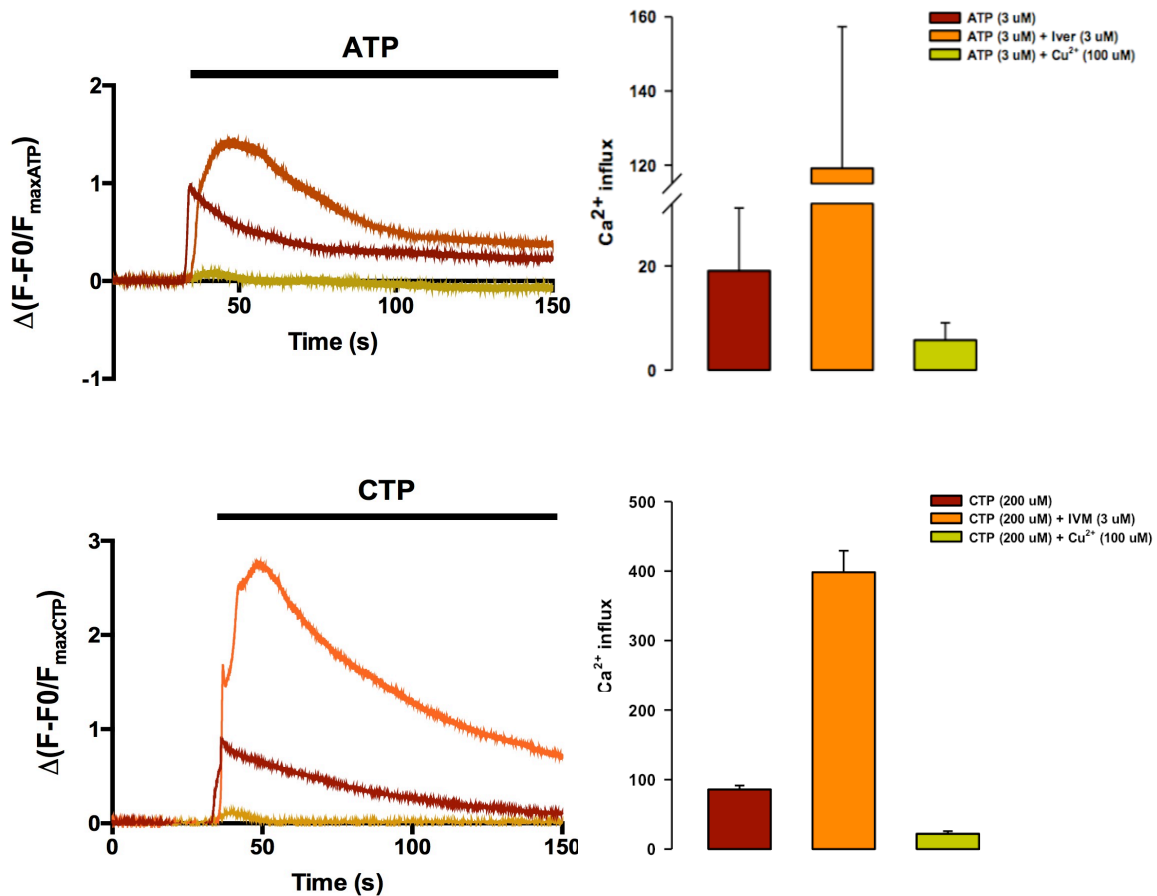 ATP
2
1
0
-1
50
100
150
Time (s)
Δ(F-F0/FmaxATP)
160
140
120
20
0
Ca2+ influx
ATP (3 uM)
ATP (3 uM) + Iver (3 uM)
ATP (3 uM) + Cu2+ (100 uM)
CTP
3
2
1
0
0
50
100
150
Time (s)
Δ(F-F0/FmaxCTP)
500
400
300
200
100
0
Ca2+ influx
CTP (200 uM)
CTP (200 uM) + IVM (3 uM)
CTP (200 uM) + Cu2+ (100 uM)